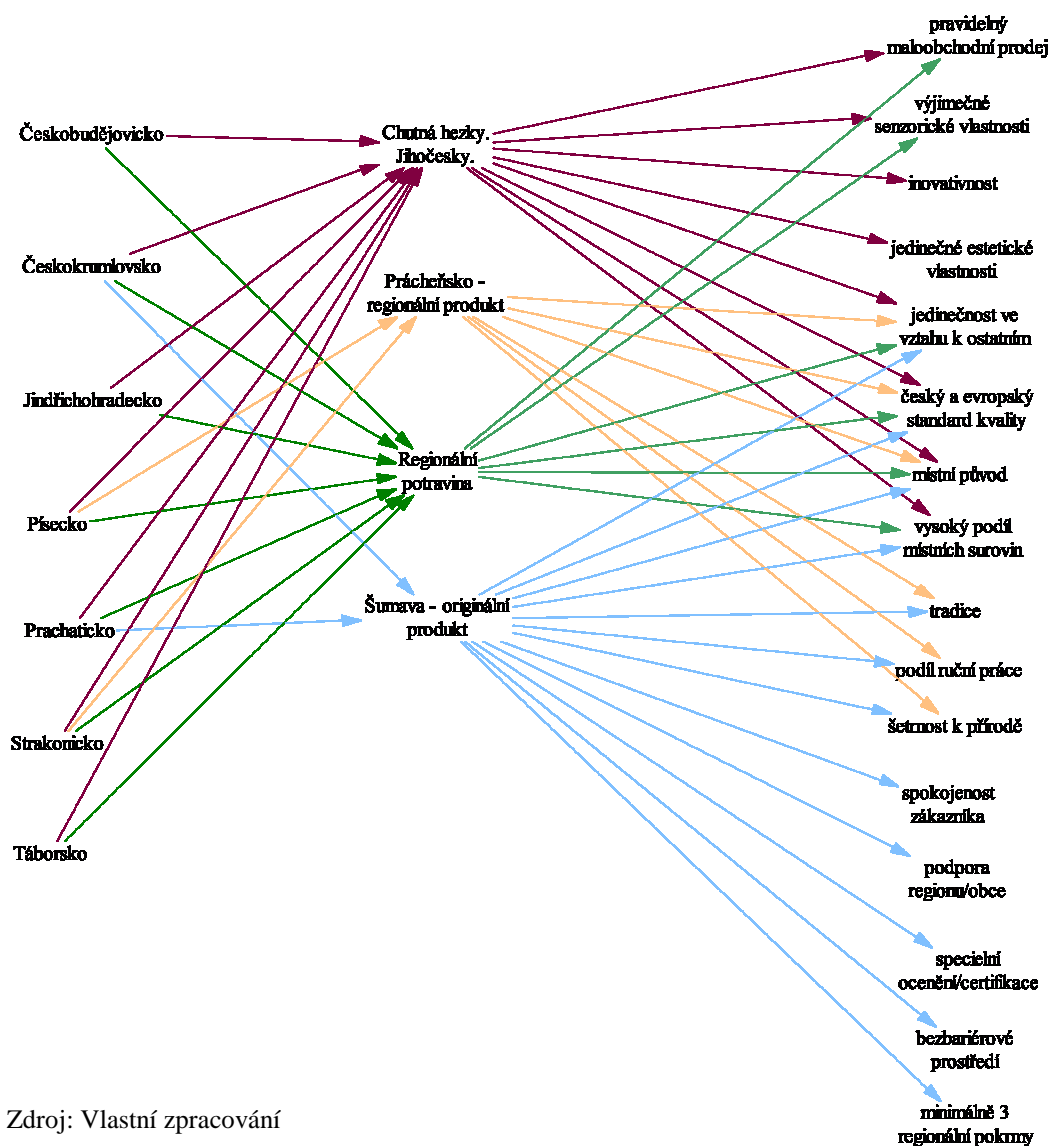 Českobudějovicko
Českokrumlovsko
Jindřichohradecko
Písecko
Prachaticko
Strakonicko
Táborsko
Chutná hezky.
Jihočesky.
Prácheňsko -
regionální produkt
Regionální
potravina
Šumava - originální
produkt
pravidelný
maloobchodní prodej
výjimečné
senzorické vlastnosti
inovativnost
jedinečné estetické
vlastnosti
jedinečnost ve
vztahu k ostatním
český a evropský
standard kvality
místní původ
vysoký podíl
místních surovin
tradice
podíl ruční práce
šetrnost k přírodě
spokojenost
zákazníka
podpora
regionu/obce
specielní
ocenění/certifikace
bezbariérové
prostředí
minimálně 3
regionální pokrmy
Zdroj: Vlastní zpracování